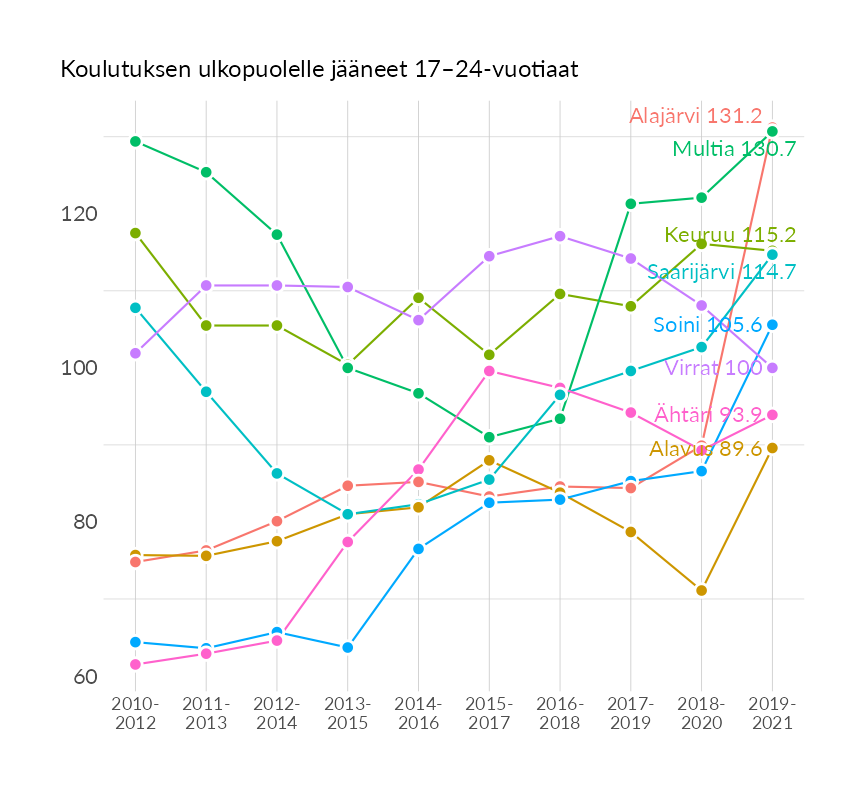 Koulutuksen ulkopuolelle jääneet 17–24-vuotiaat
Alajärvi 131.2
Multia 130.7
120
Keuruu 115.2
Saarijärvi 114.7
Soini 105.6
100
Virrat 100
Ähtäri 93.9
Alavus 89.6
80
60
2010-
2012
2011-
2013
2012-
2014
2013-
2015
2014-
2016
2015-
2017
2016-
2018
2017-
2019
2018-
2020
2019-
2021